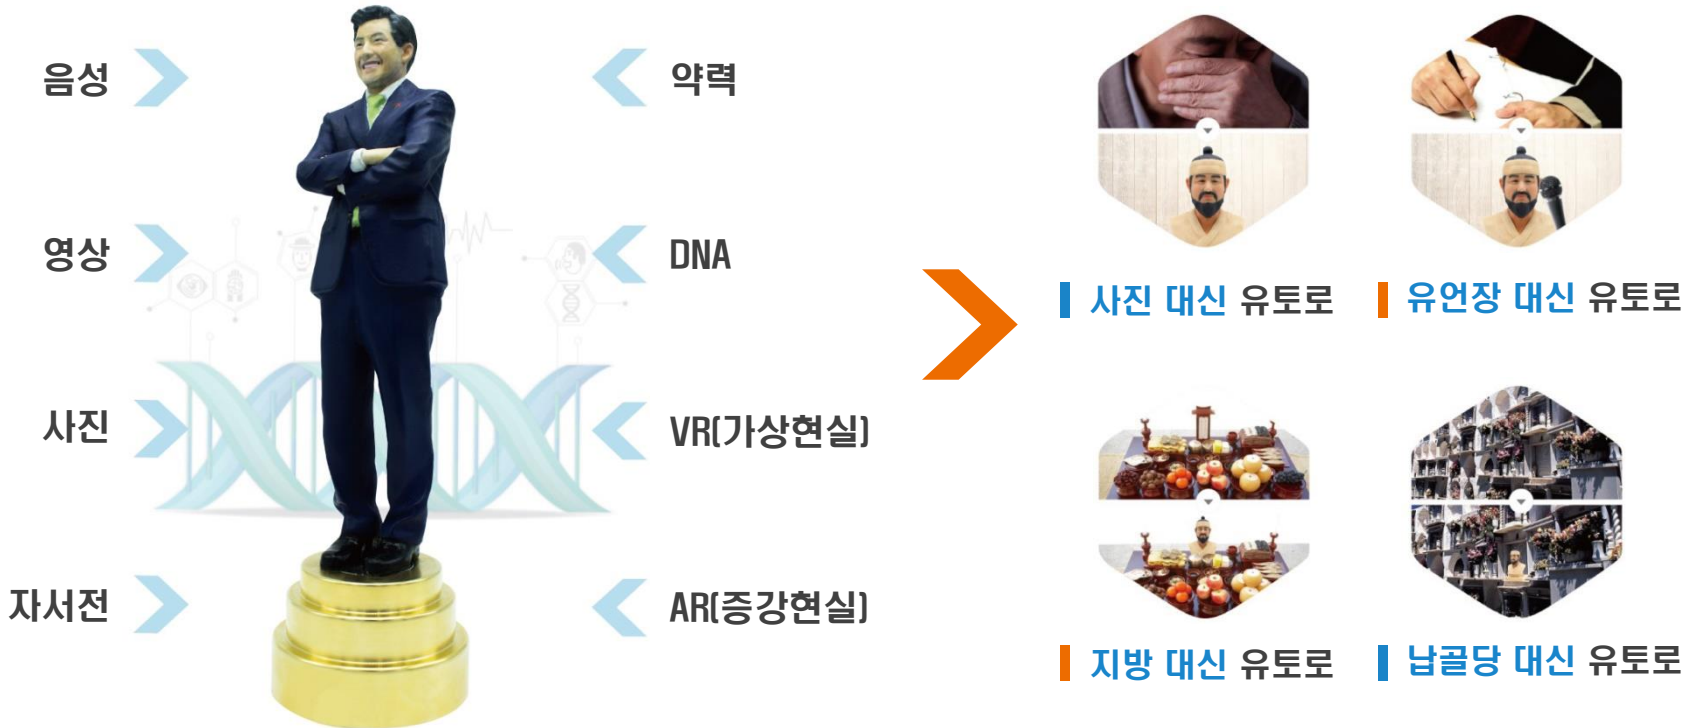 음성
약력
영상
DNA
사진
VR(가상현실)
자서전
AR(증강현실)
사진 대신 유토로
유언장 대신 유토로
지방 대신 유토로
납골당 대신 유토로